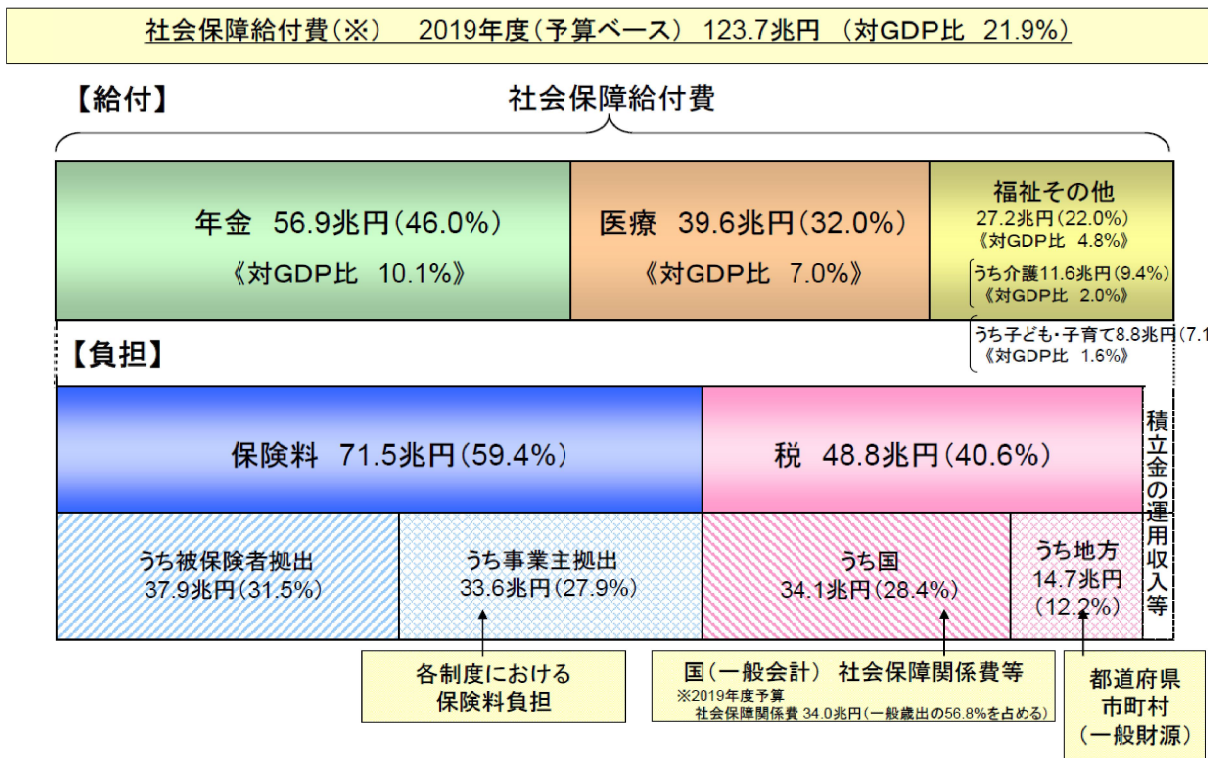 社会保障給付費(※) 2019年度(予算ベース) 123.7兆円 (対GDP比 21.9%)
【給付】
社会保障給付費
年金 56.9兆円(46.0%)
《対GDP比 10.1%》
医療 39.6兆円(32.0%)
《対GDP比 7.0%》
福祉その他
27.2兆円(22.0%)
《対GDP比 4.8%》
うち介護11.6兆円(9.4%)
《対GDP比 2.0%》
うち子ども・子育て8.8兆円(7.1
《対GDP比 1.6%》
【負担】
保険料 71.5兆円(59.4%)
税 48.8兆円(40.6%)
積立金の運用収入等
うち被保険者拠出
37.9兆円(31.5%)
うち事業主拠出
33.6兆円(27.9%)
うち国
34.1兆円(28.4%)
うち地方
14.7兆円
(12.2%)
各制度における
保険料負担
国(一般会計) 社会保障関係費等
※2019年度予算
社会保障関係費 34.0兆円(一般歳出の56.8%を占める)
都道府県
市町村
(一般財源)